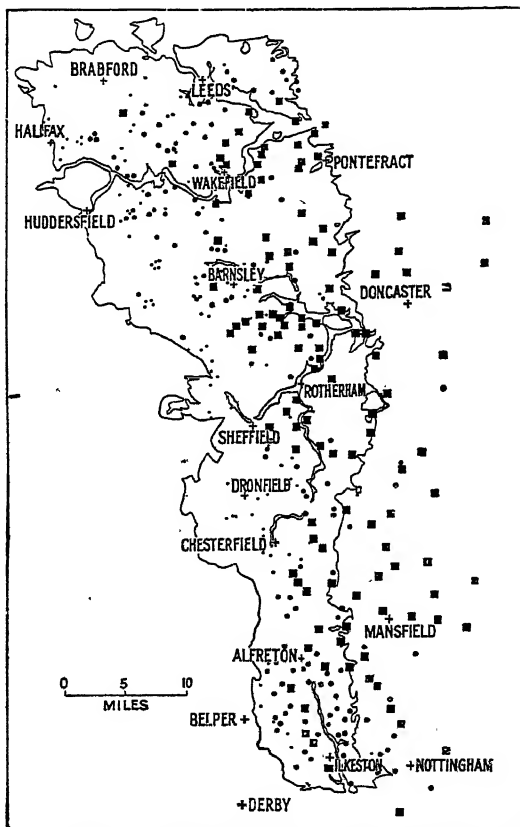 BRADFORD
LEEDS
HALIFAX
PONTEFRACT
WAKEFIELD
HUDDERSFIELD
BARNSLEY
DONCASTER
ROTHERHAM
SHEFFIELD
DRONFIELD
CHESTERFIELD
MANSFIELD
ALFRETON
0 5 10
MILES
BELPER
ILKESTON
NOTTINGHAM
DERBY